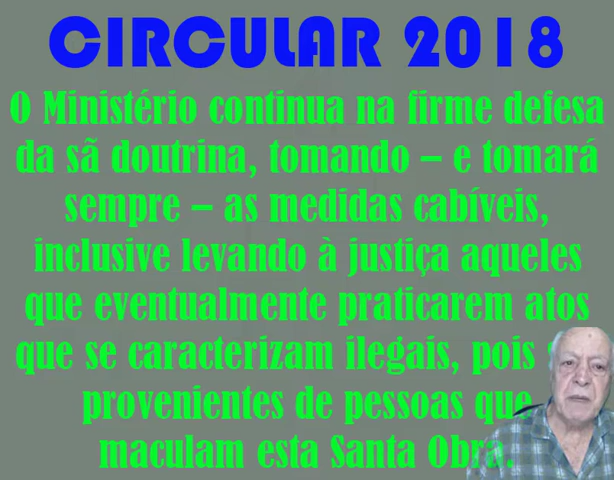 CIRCULAR 2018
O Ministério continua na firme defesa
da sã doutrina, tomando – e tomará
sempre – as medidas cabíveis,
inclusive levando à justiça aqueles
que eventualmente praticarem atos
que se caracterizam ilegais, pois
provenientes de pessoas que
maculam esta Santa Obra.